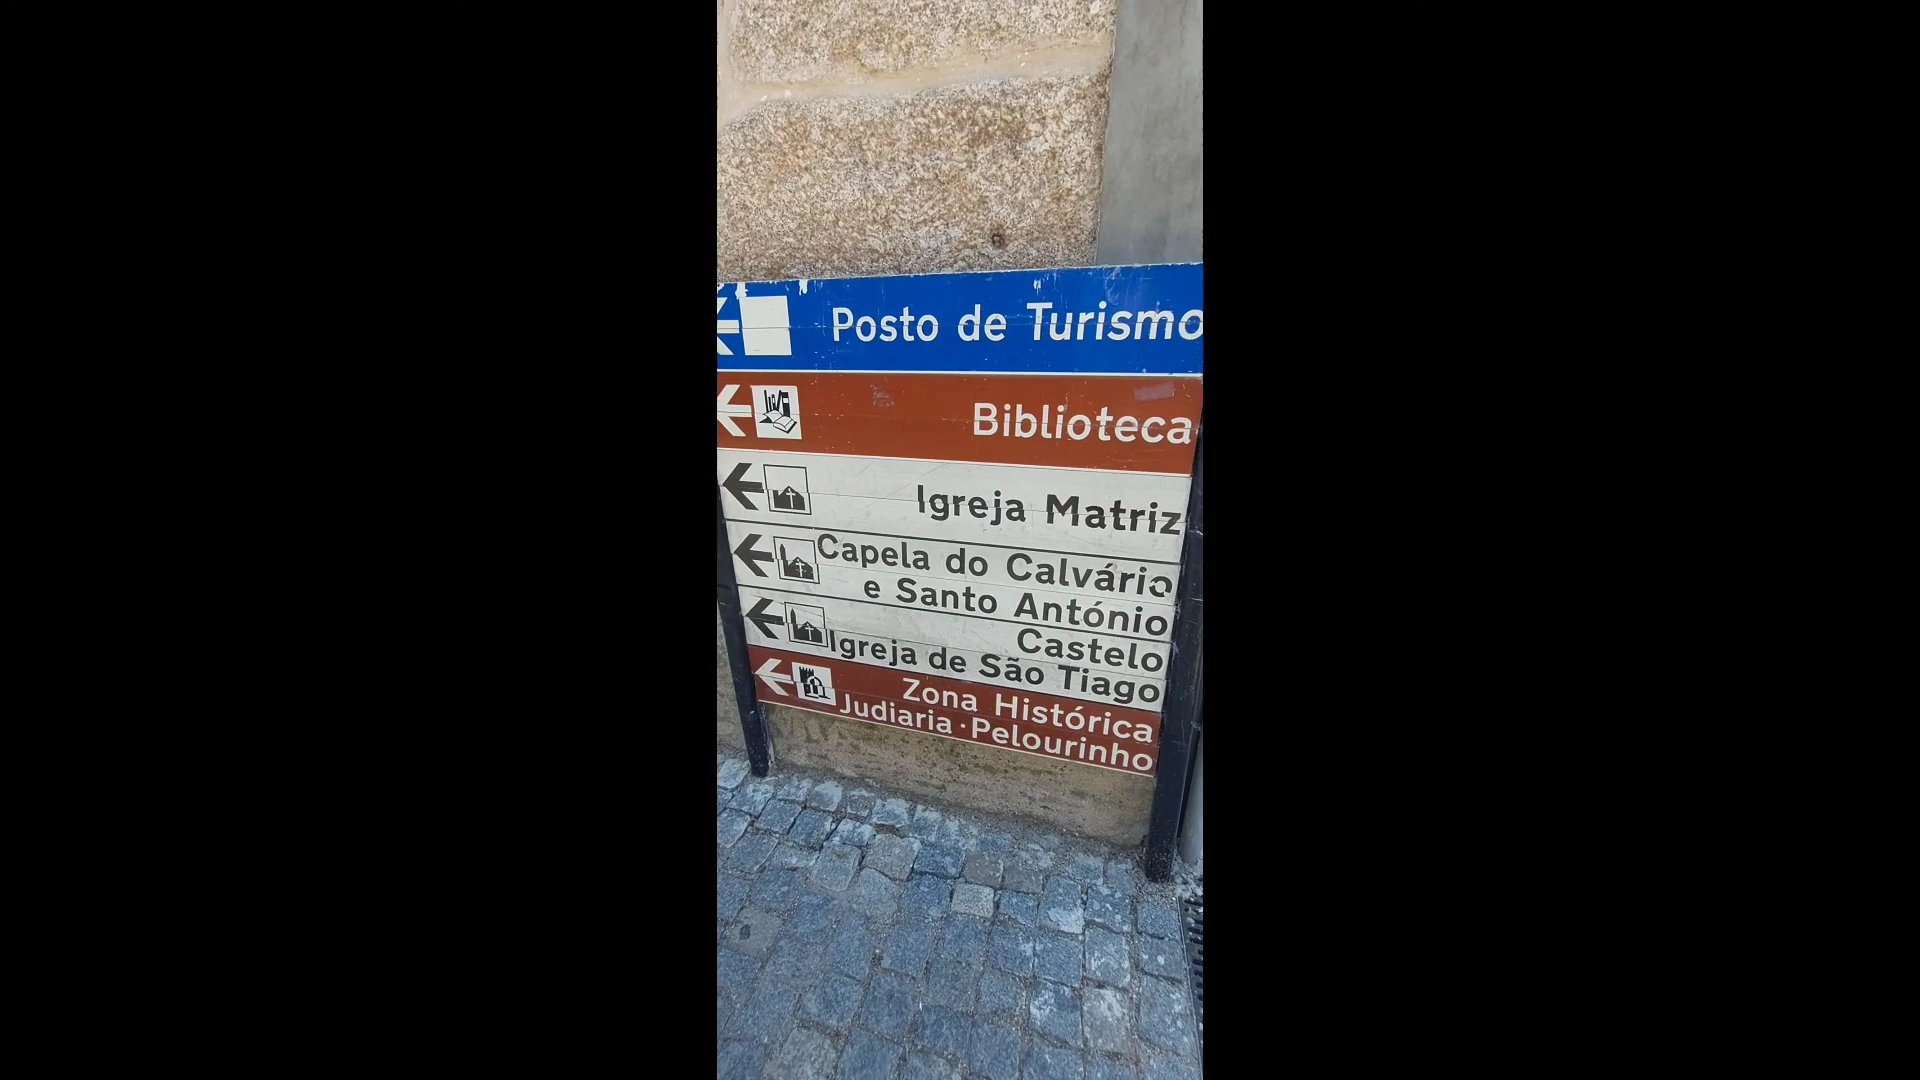 Posto de Turismo
Biblioteca
Igreja Matriz
Capela do Calvário
e Santo António
Castelo
Igreja de São Tiago
Zona Histórica
Judiaria · Pelourinho